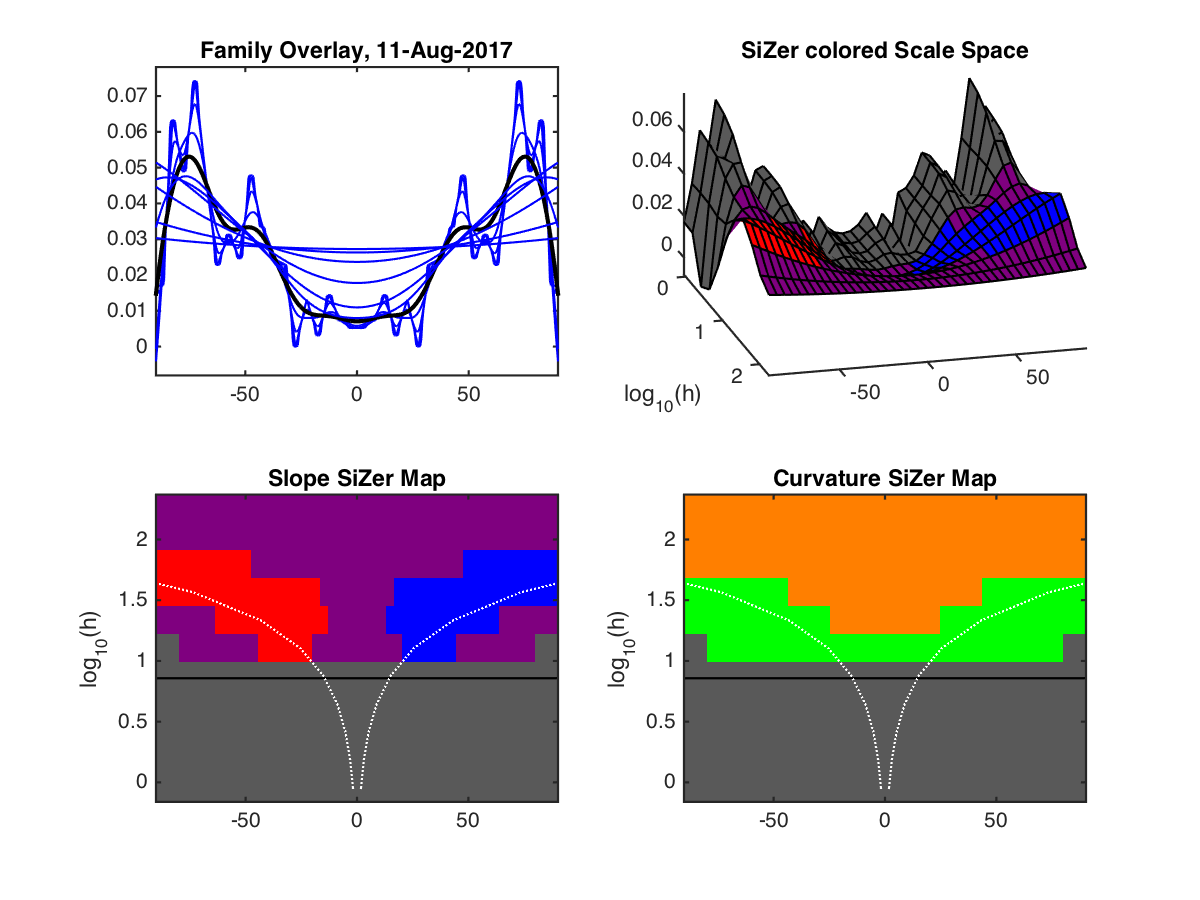 Family Overlay, 11-Aug-2017
0.07
0.06
0.05
0.04
0.03
0.02
0.01
0
-50 0 50
SiZer colored Scale Space
0.06
0.04
0.02
0
0
1
2
log10(h)
-50 0 50
Slope SiZer Map
2
1.5
1
0.5
0
log10(h)
-50 0 50
Curvature SiZer Map
2
1.5
1
0.5
0
log10(h)
-50 0 50